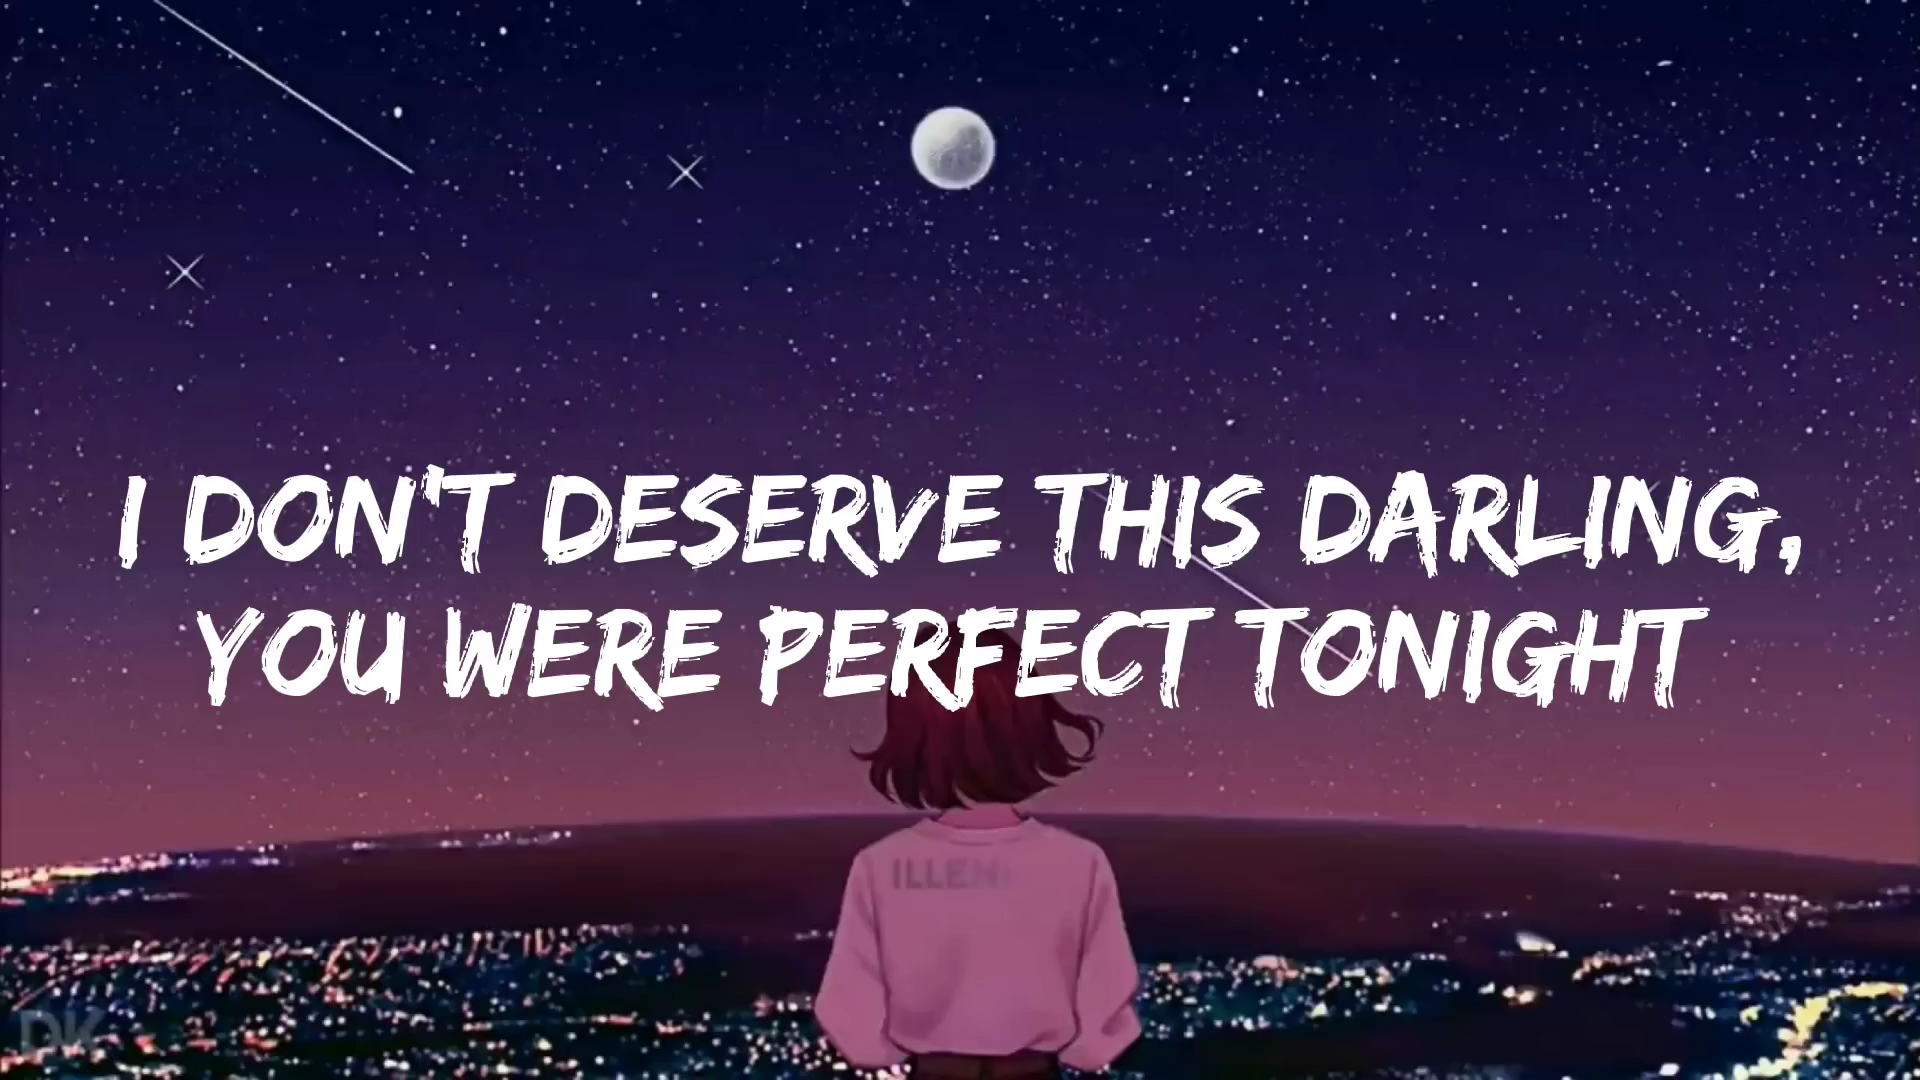 I DON'T DESERVE THIS DARLING,
YOU WERE PERFECT TONIGHT
ILLEN
DK